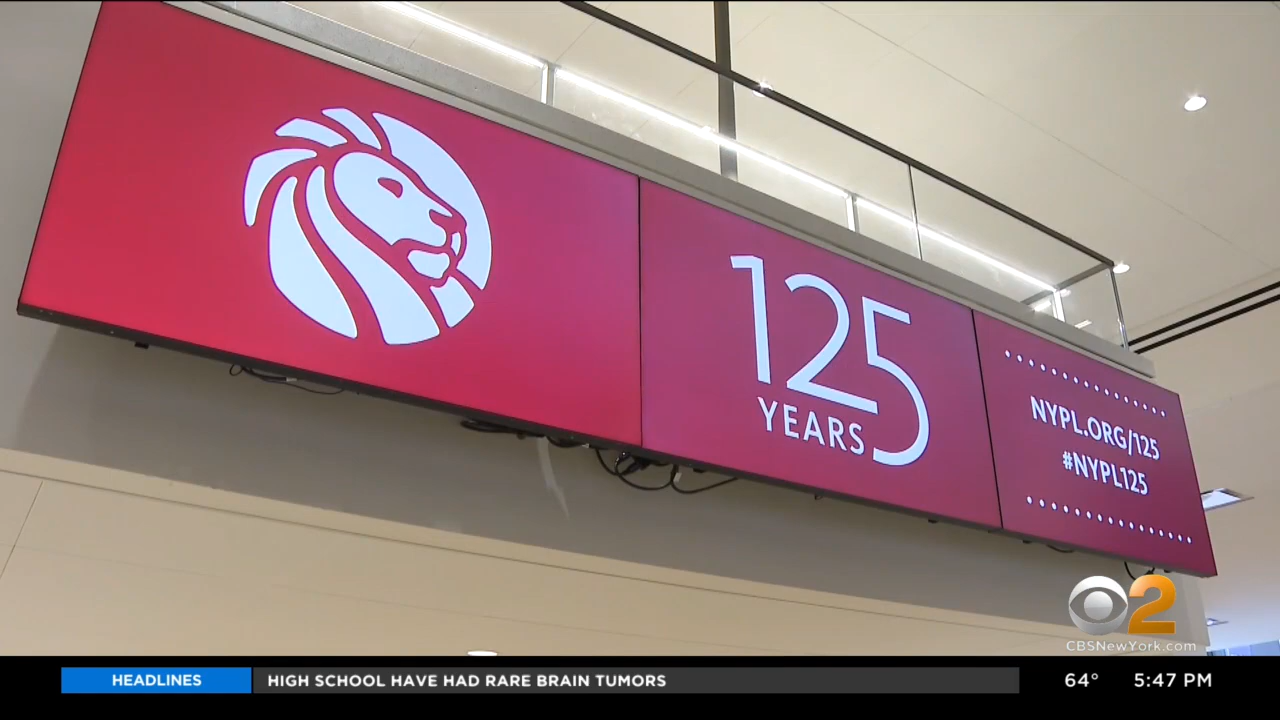 125
YEARS
NYPL.ORG/125
#NYPL125
2
CBSNewYork.com
HEADLINES
HIGH SCHOOL HAVE HAD RARE BRAIN TUMORS
64° 5:47 PM